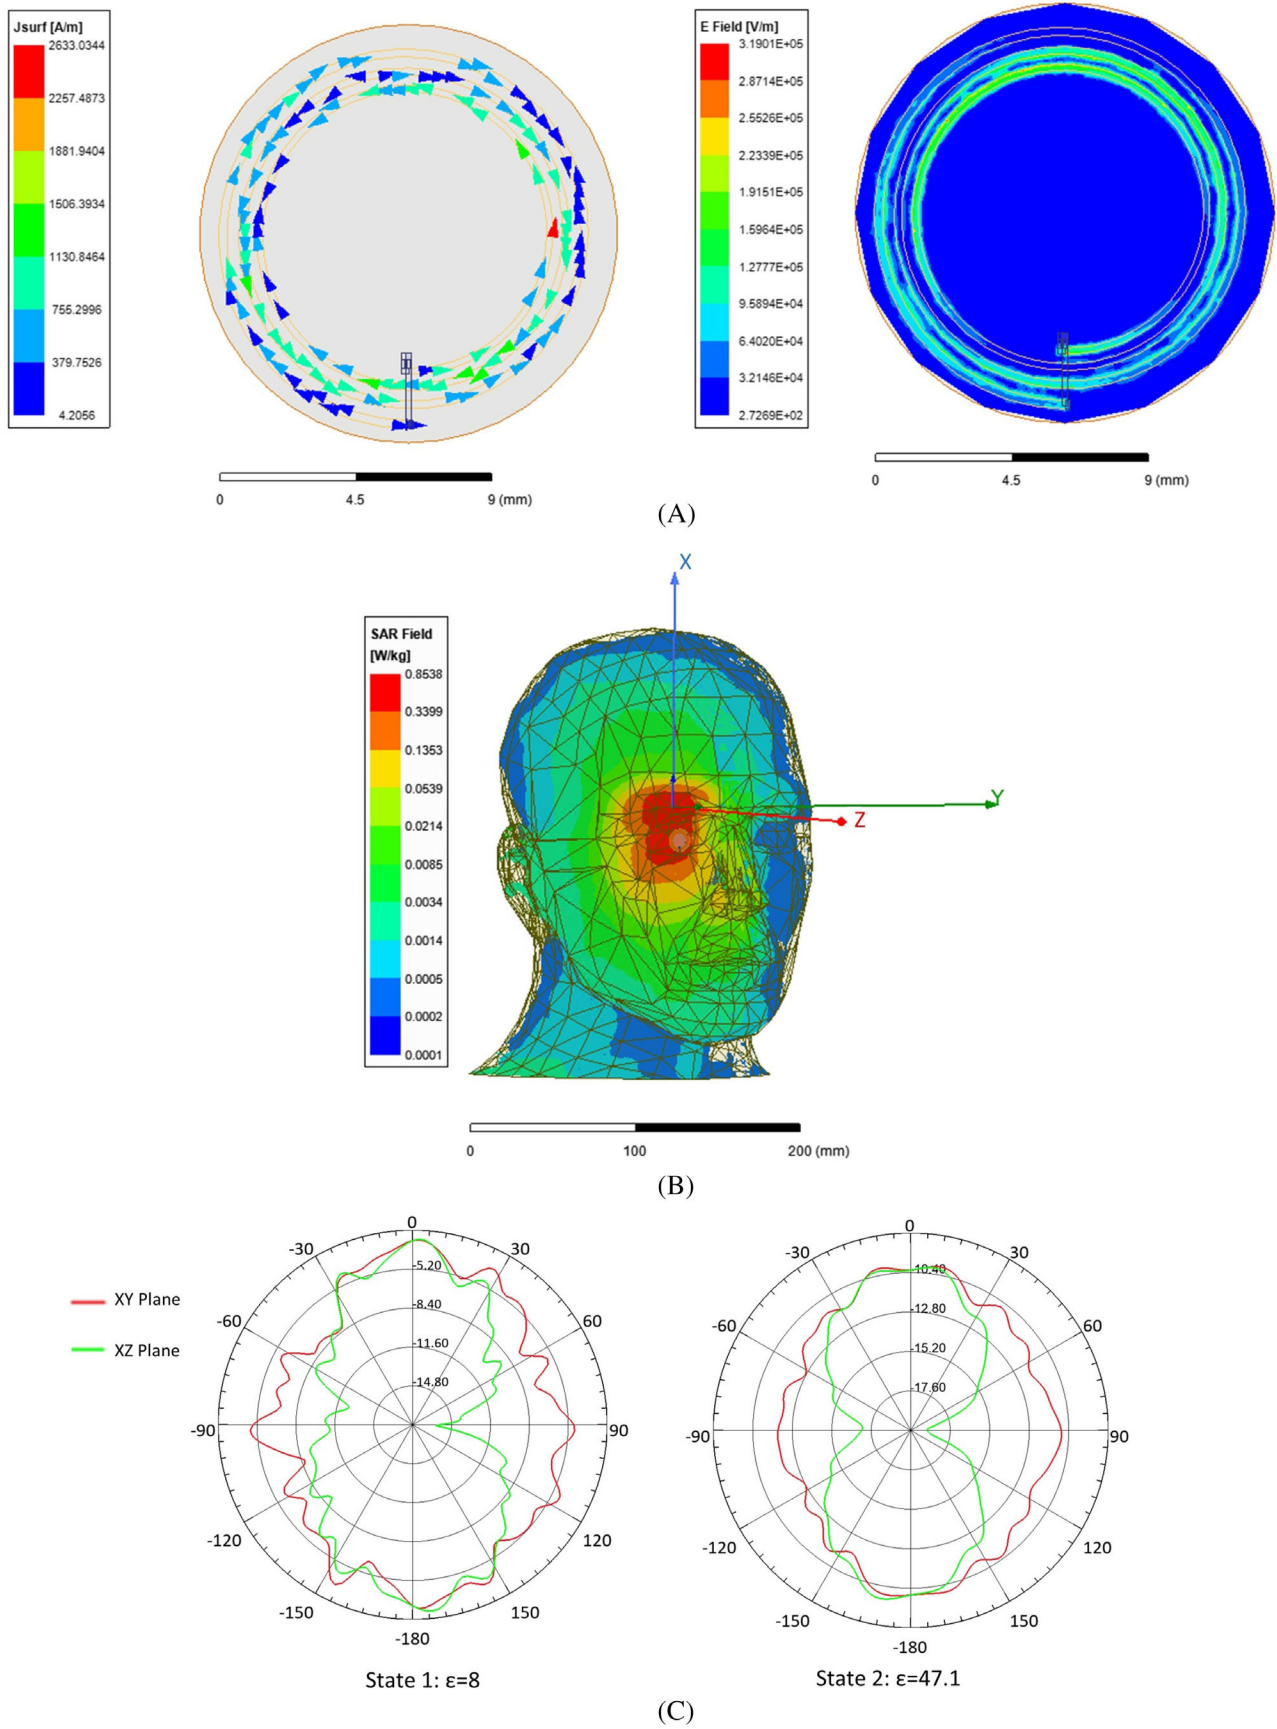 Jsurf [A/m]
2633.0344
2257.4873
1881.9404
1506.3934
1130.8464
755.2996
379.7526
4.2056
0 4.5 9 (mm)
E Field [V/m]
3.1901E+05
2.8714E+05
2.5526E+05
2.2339E+05
1.9151E+05
1.5964E+05
1.2777E+05
9.5894E+04
6.4020E+04
3.2146E+04
2.7269E+02
0 4.5 9 (mm)
(A)
SAR Field
[W/kg]
0.8538
0.3399
0.1353
0.0539
0.0214
0.0085
0.0034
0.0014
0.0005
0.0002
0.0001
X
Y
Z
0 100 200 (mm)
(B)
XY Plane
XZ Plane
0
-30 30
-5.20
-8.40
-60 60
-11.60
-14.80
-90 90
-120 120
-150 150
-180
State 1: ε=8
0
-30 30
-10.40
-12.80
-60 60
-15.20
-17.60
-90 90
-120 120
-150 150
-180
State 2: ε=47.1
(C)